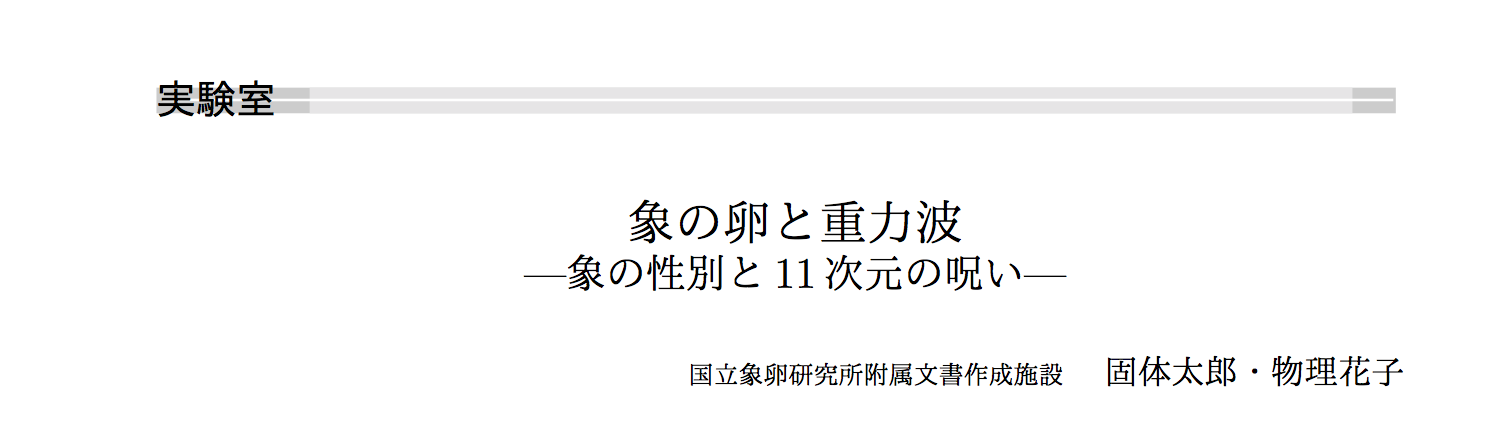 実験室
象の卵と重力波
—象の性別と 11 次元の呪い—
国立象卵研究所附属文書作成施設 固体太郎・物理花子